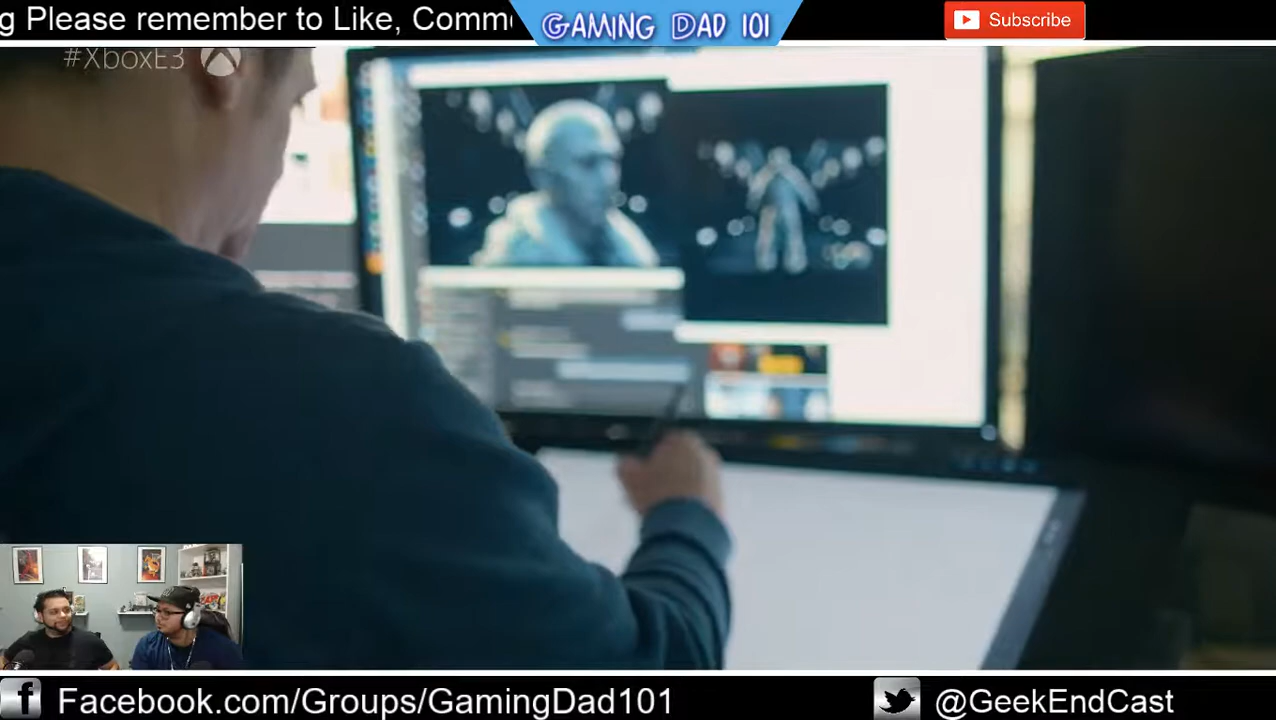 g Please remember to Like, Comm
GAMING DAD 101
Subscribe
#XboxE3
Facebook.com/Groups/GamingDad101
@GeekEndCast